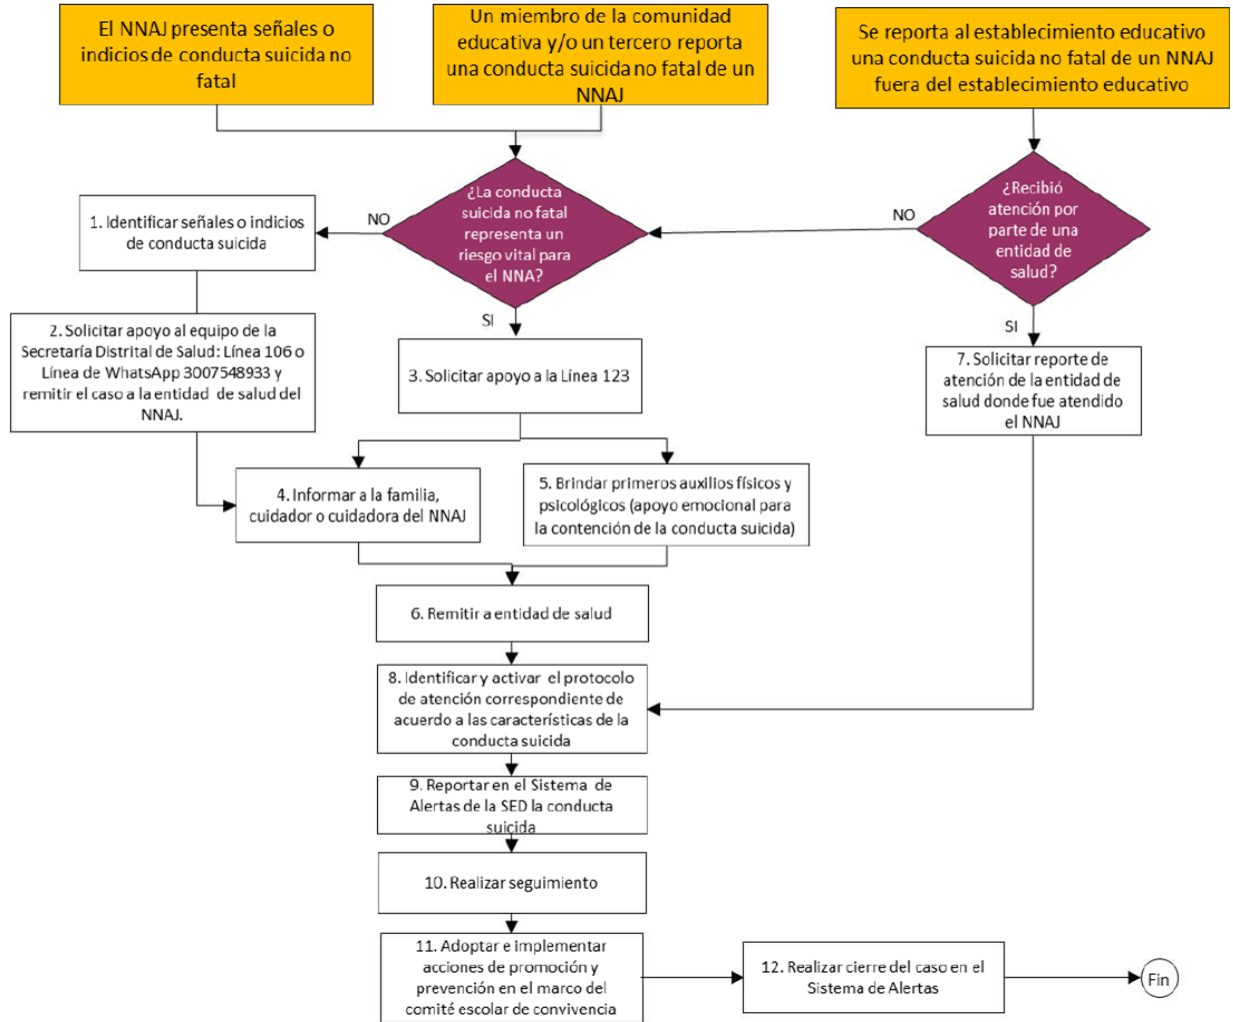 El NNAJ presenta señales o
indicios de conducta suicida no
fatal
Un miembro de la comunidad
educativa y/o un tercero reporta
una conducta suicida no fatal de un
NNAJ
Se reporta al establecimiento educativo
una conducta suicida no fatal de un NNAJ
fuera del establecimiento educativo
¿La conducta
suicida no fatal
representa un
riesgo vital para
el NNA?
¿Recibió
atención por
parte de una
entidad de
salud?
NO
NO
1. Identificar señales o indicios
de conducta suicida
SI
SI
2. Solicitar apoyo al equipo de la
Secretaría Distrital de Salud: Línea 106 o
Línea de WhatsApp 3007548933 y
remitir el caso a la entidad de salud del
NNAJ.
3. Solicitar apoyo a la Línea 123
7. Solicitar reporte de
atención de la entidad de
salud donde fue atendido
el NNAJ
4. Informar a la familia,
cuidador o cuidadora del NNAJ
5. Brindar primeros auxilios físicos y
psicológicos (apoyo emocional para
la contención de la conducta suicida)
6. Remitir a entidad de salud
8. Identificar y activar el protocolo
de atención correspondiente de
acuerdo a las características de la
conducta suicida
9. Reportar en el Sistema de
Alertas de la SED la conducta
suicida
10. Realizar seguimiento
11. Adoptar e implementar
acciones de promoción y
prevención en el marco del
comité escolar de convivencia
12. Realizar cierre del caso en el
Sistema de Alertas
Fin